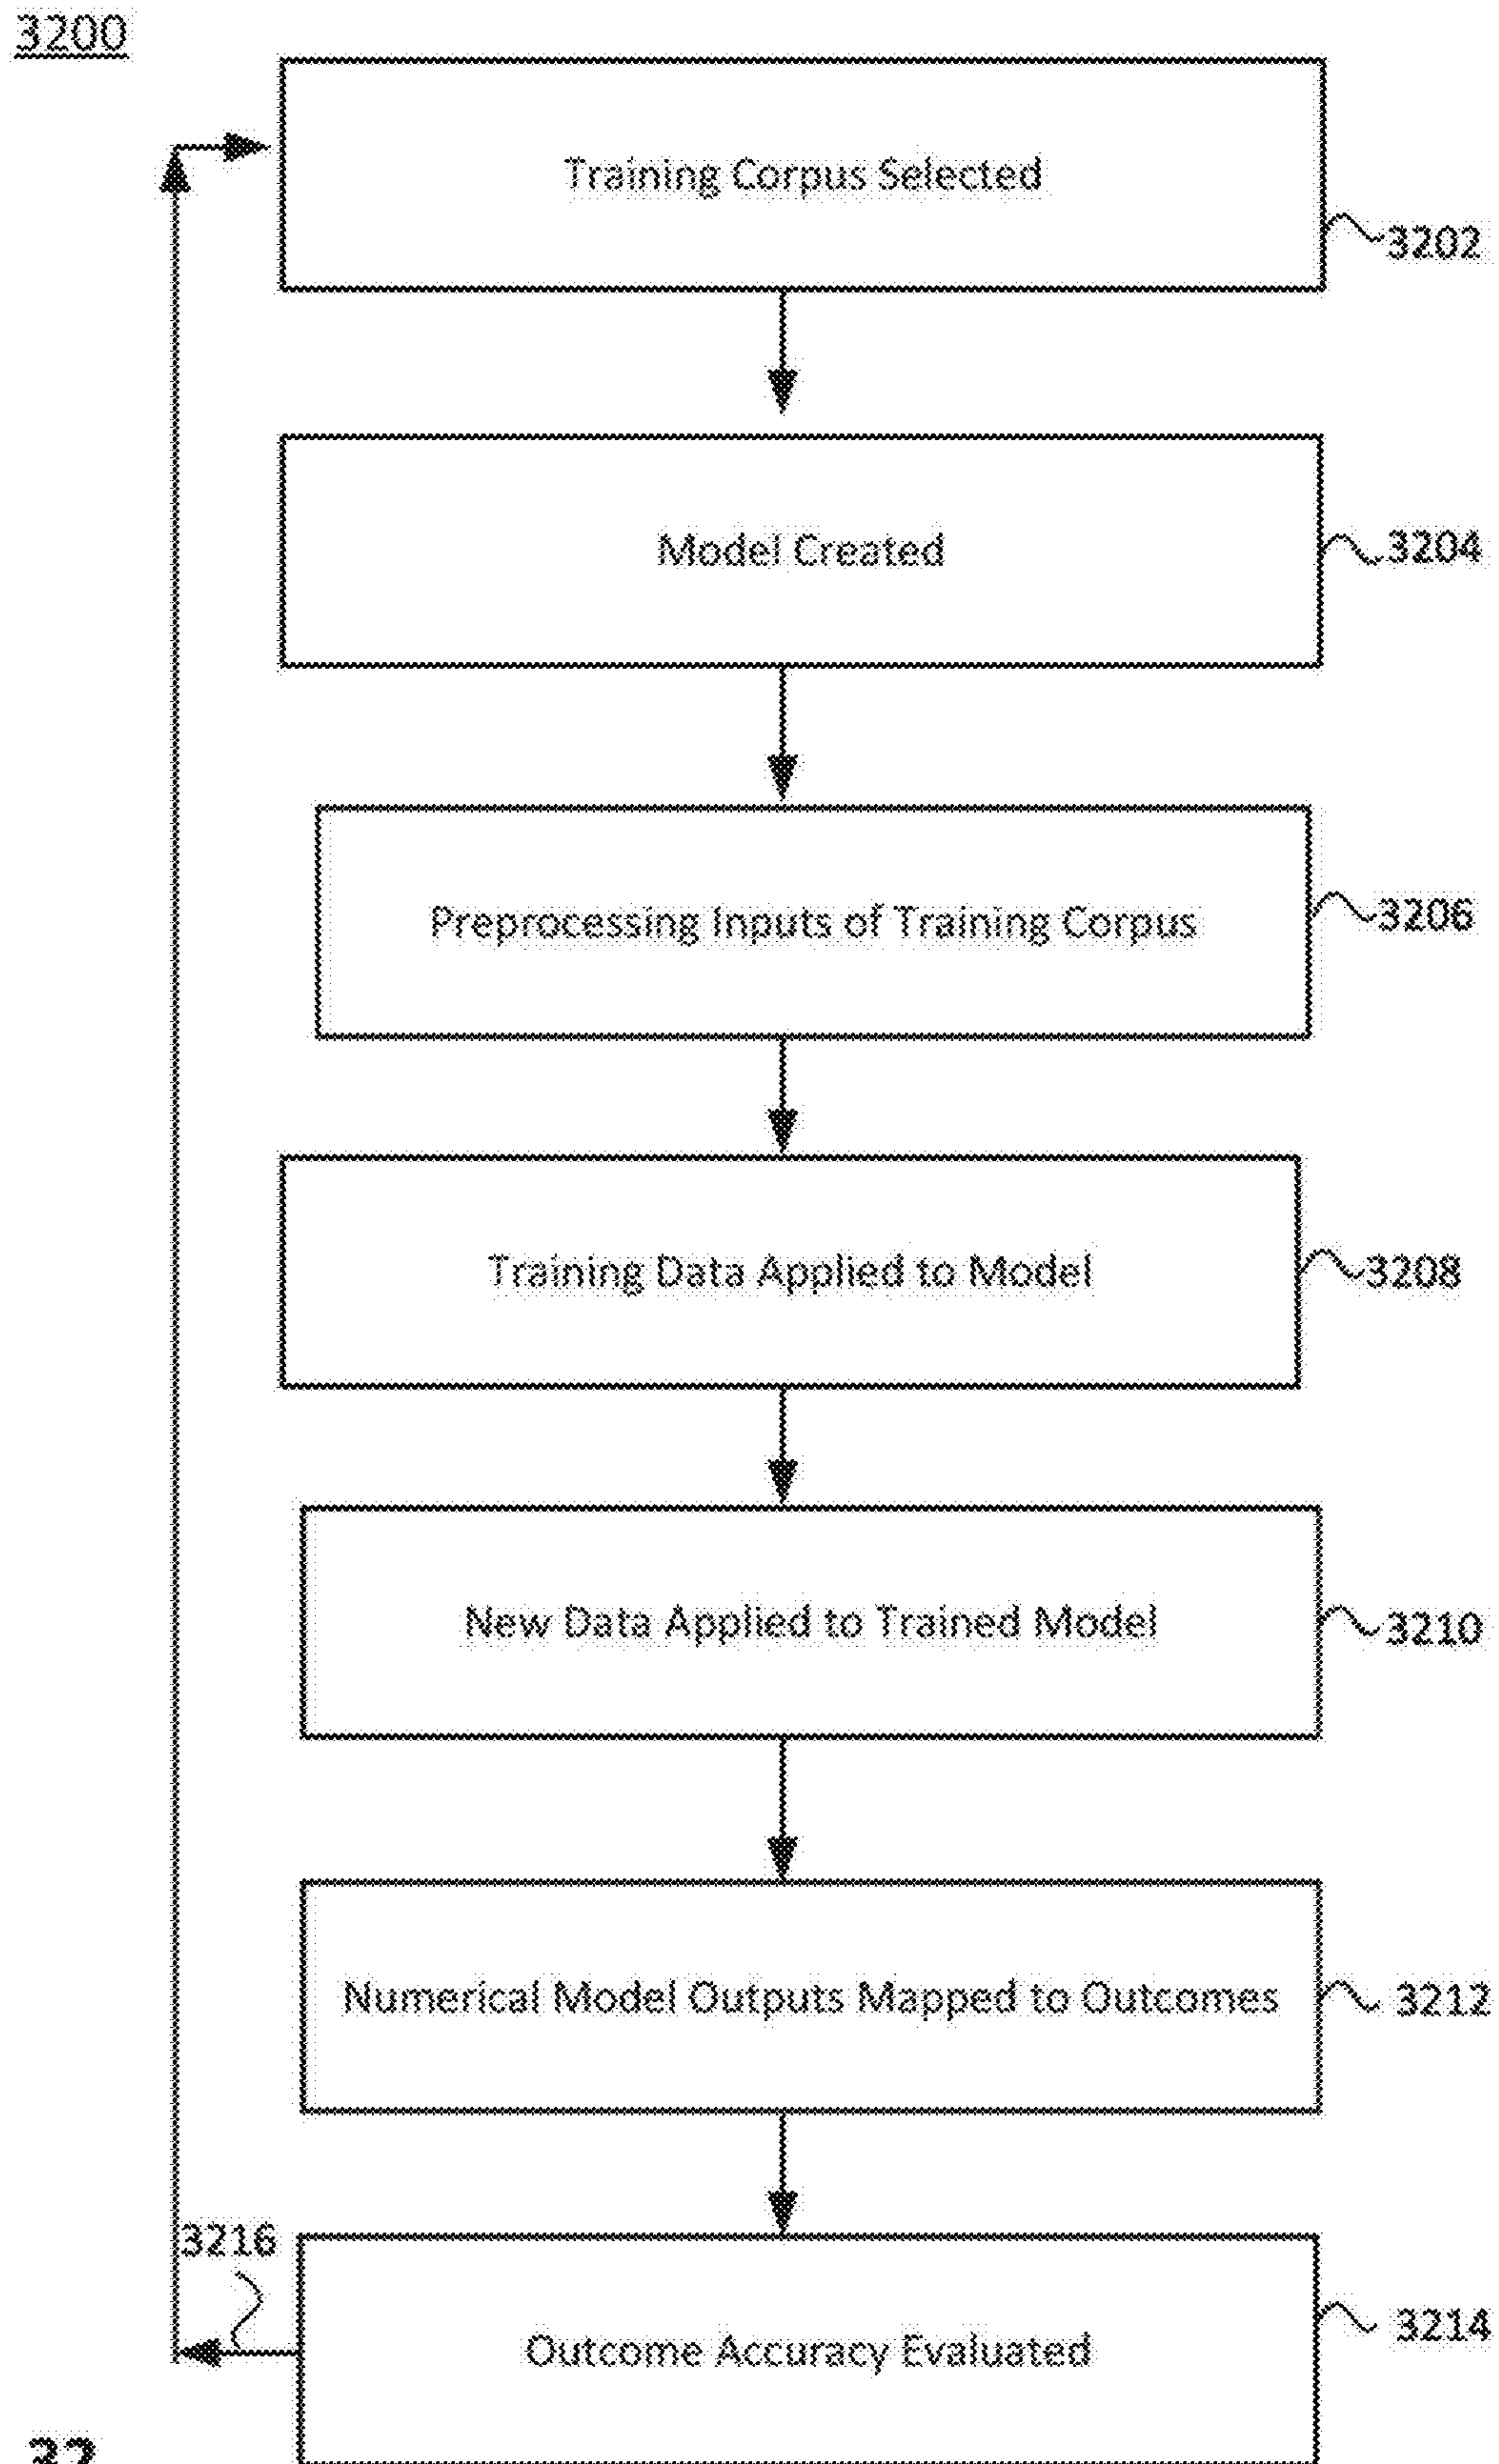 3200
Training Corpus Selected
3202
Model Created
3204
Preprocessing Inputs of Training Corpus
3206
Training Data Applied to Model
3208
New Data Applied to Trained Model
3210
Numerical Model Outputs Mapped to Outcomes
3212
3216
Outcome Accuracy Evaluated
3214
32